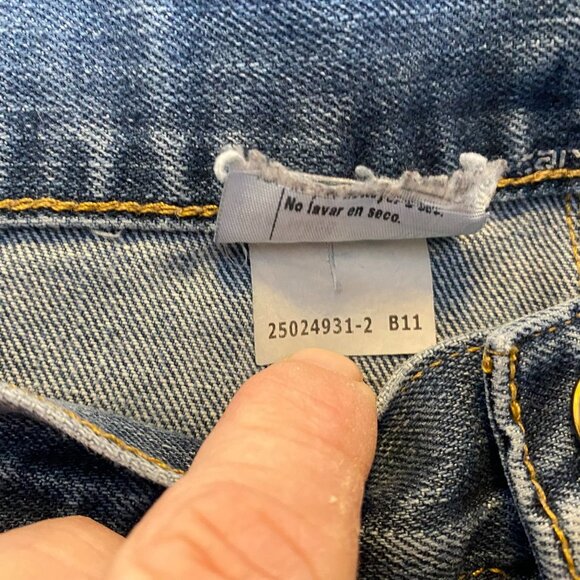 No lavar en seco.
25024931-2 B11